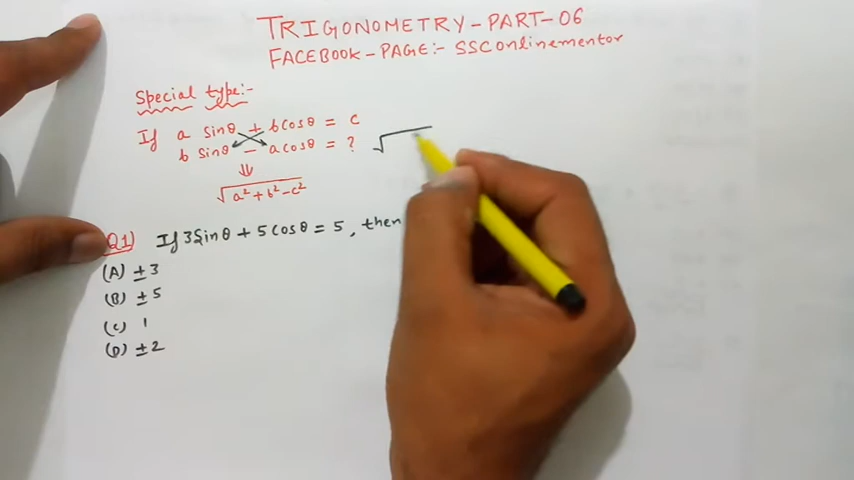 TRIGONOMETRY-PART-06
FACEBOOK-PAGE:- SSConlinementor
Special type:-
If a sinθ + bcosθ = c
b sinθ - acosθ = ? √
⇓
√a²+b²-c²
Q1) If 3Sinθ + 5Cosθ = 5, then
(A) ±3
(B) ±5
(C) 1
(D) ±2